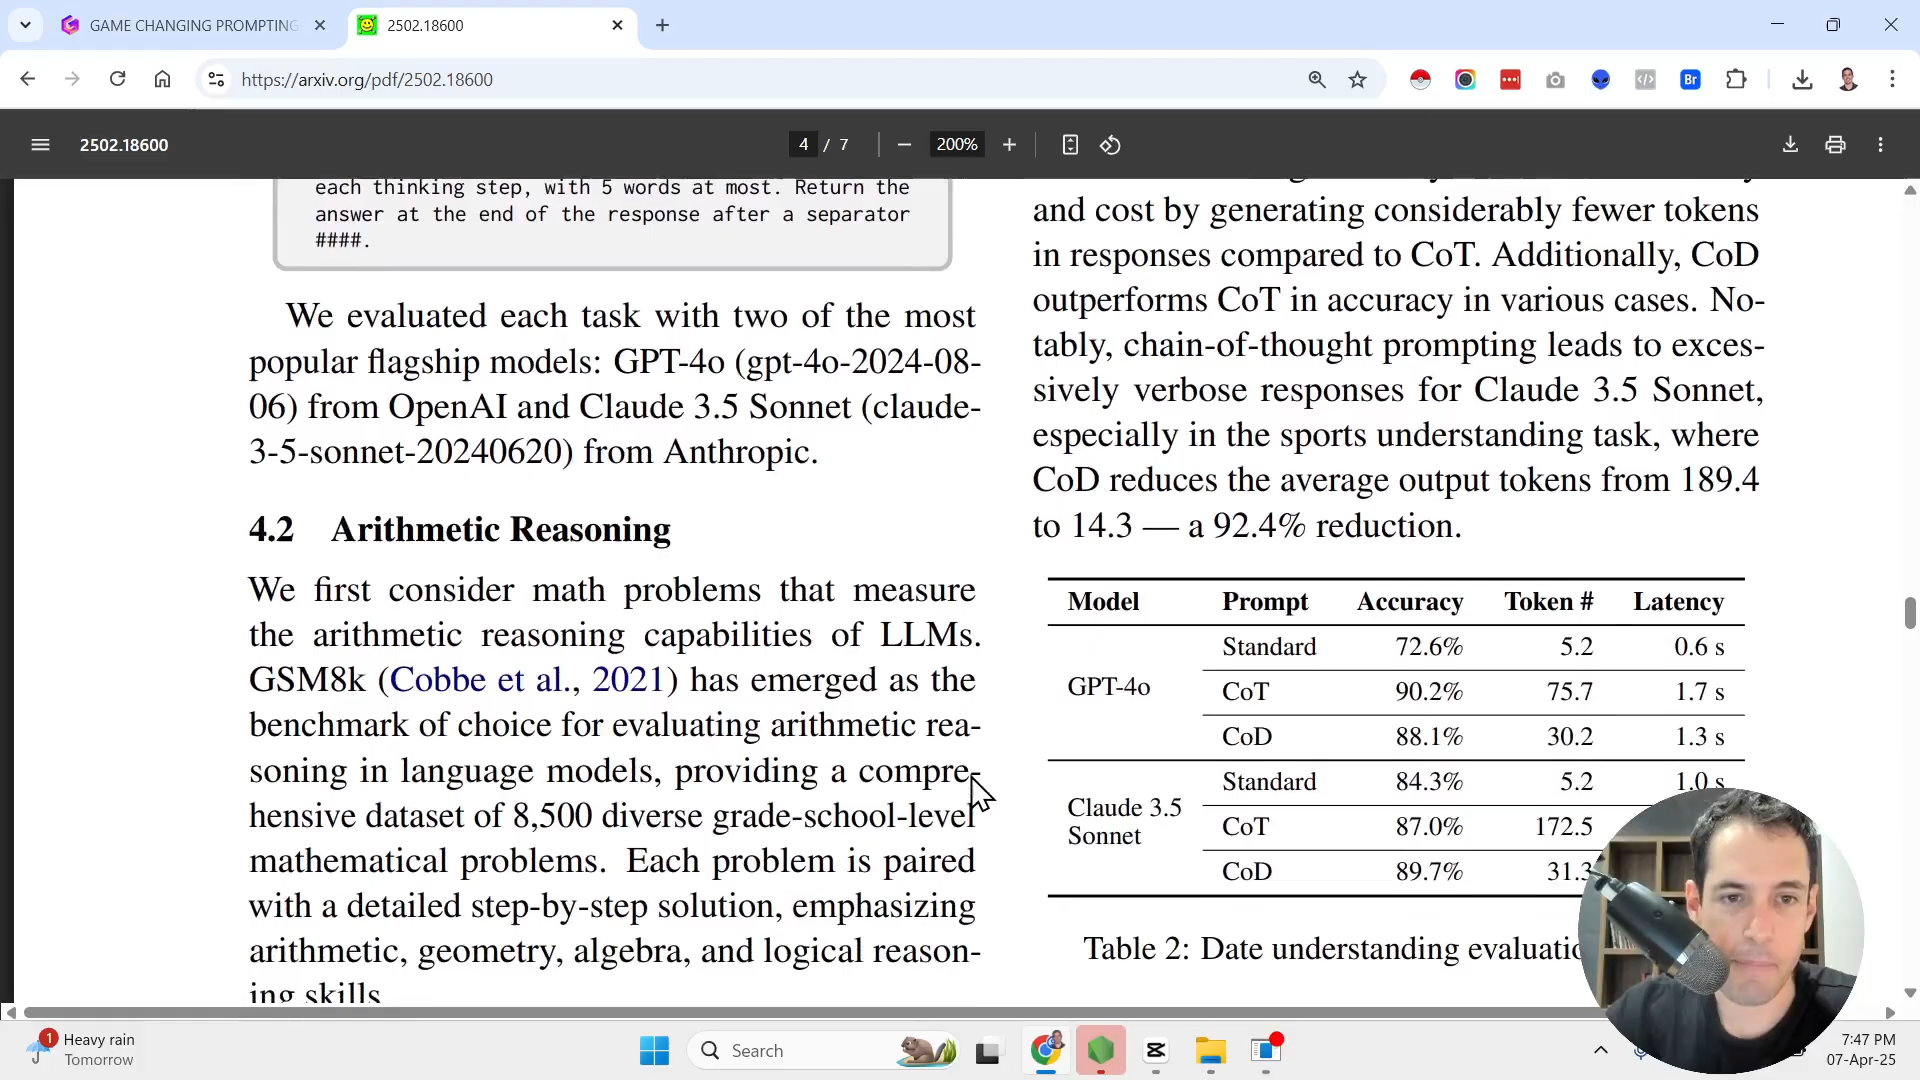 GAME CHANGING PROMPTING
2502.18600
https://arxiv.org/pdf/2502.18600
Br
2502.18600
4 / 7
200%
each thinking step, with 5 words at most. Return the
answer at the end of the response after a separator
####.
We evaluated each task with two of the most
popular flagship models: GPT-4o (gpt-4o-2024-08-
06) from OpenAI and Claude 3.5 Sonnet (claude-
3-5-sonnet-20240620) from Anthropic.
4.2 Arithmetic Reasoning
We first consider math problems that measure
the arithmetic reasoning capabilities of LLMs.
GSM8k (Cobbe et al., 2021) has emerged as the
benchmark of choice for evaluating arithmetic rea-
soning in language models, providing a compre-
hensive dataset of 8,500 diverse grade-school-level
mathematical problems. Each problem is paired
with a detailed step-by-step solution, emphasizing
arithmetic, geometry, algebra, and logical reason-
ing skills
and cost by generating considerably fewer tokens
in responses compared to CoT. Additionally, CoD
outperforms CoT in accuracy in various cases. No-
tably, chain-of-thought prompting leads to exces-
sively verbose responses for Claude 3.5 Sonnet,
especially in the sports understanding task, where
CoD reduces the average output tokens from 189.4
to 14.3 — a 92.4% reduction.
Model Prompt Accuracy Token # Latency
GPT-4o
Standard 72.6% 5.2 0.6 s
CoT 90.2% 75.7 1.7 s
CoD 88.1% 30.2 1.3 s
Claude 3.5
Sonnet
Standard 84.3% 5.2 1.0 s
CoT 87.0% 172.5
CoD 89.7% 31.3
Table 2: Date understanding evaluatio
1
Heavy rain
Tomorrow
Search
7:47 PM
07-Apr-25